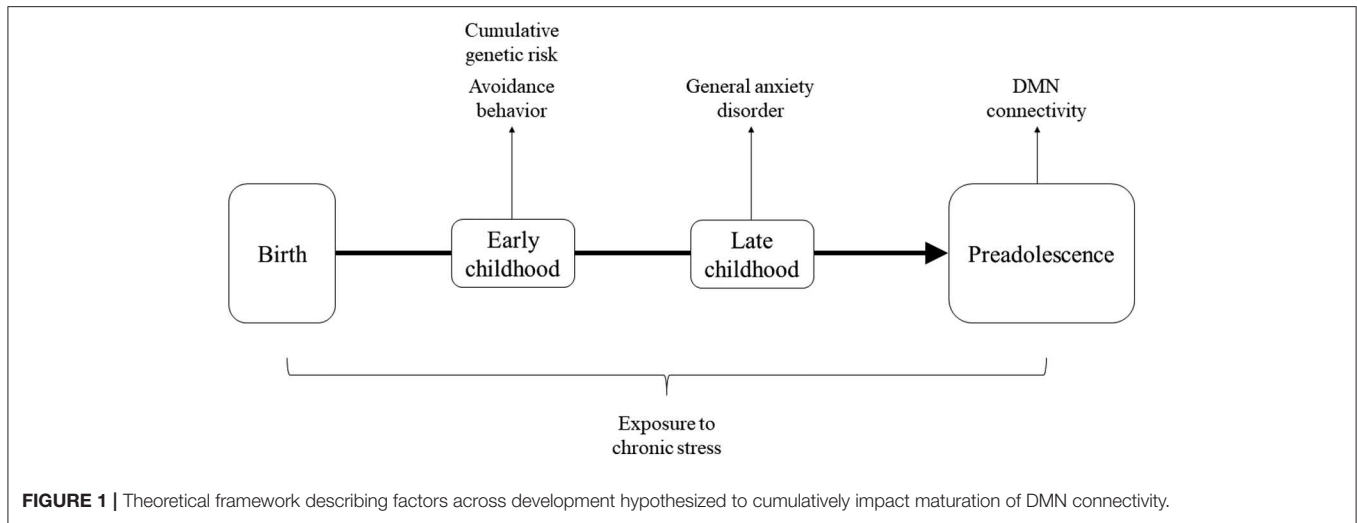 Cumulative
genetic risk
Avoidance
behavior
General anxiety
disorder
DMN
connectivity
Birth
Early
childhood
Late
childhood
Preadolescence
Exposure to
chronic stress
FIGURE 1 | Theoretical framework describing factors across development hypothesized to cumulatively impact maturation of DMN connectivity.